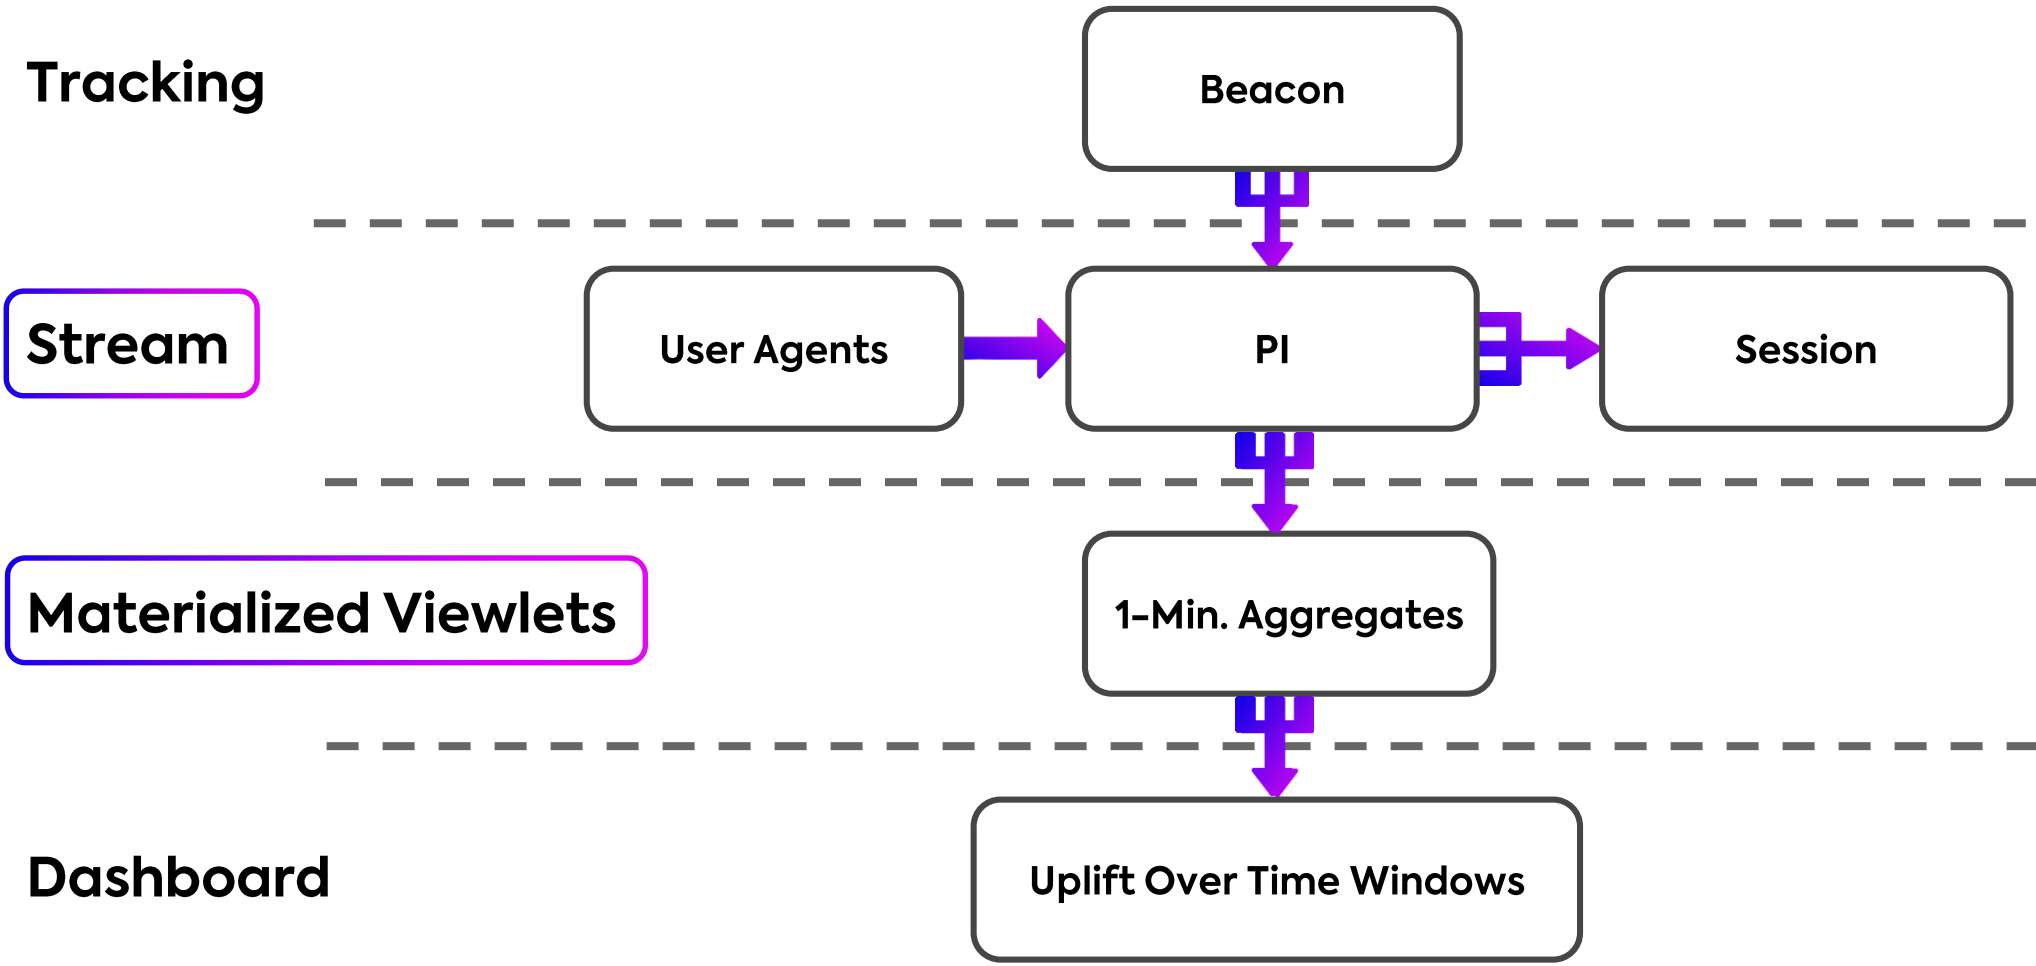 Tracking
Beacon
Stream
User Agents
PI
Session
Materialized Viewlets
1-Min. Aggregates
Dashboard
Uplift Over Time Windows